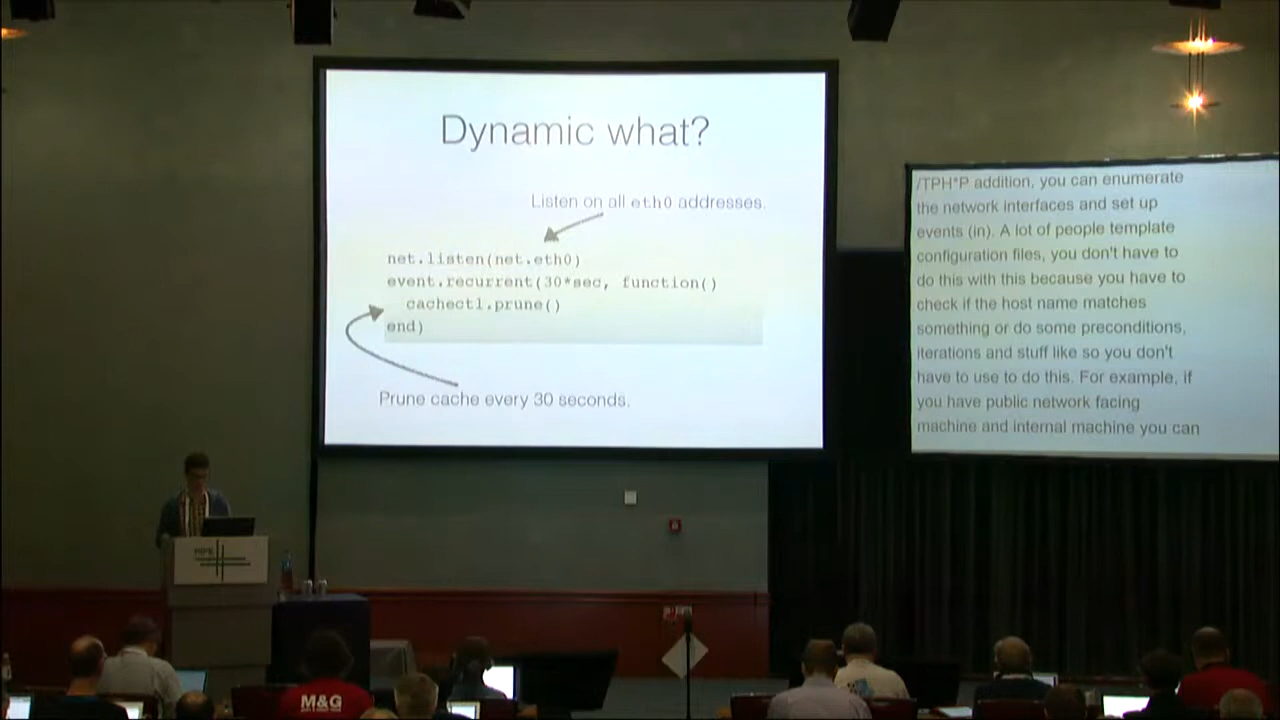 Dynamic what?
Listen on all eth0 addresses.
net.listen(net.eth0)
event.recurrent(30*sec, function()
cachectl.prune()
end)
Prune cache every 30 seconds.
/TPH*P addition, you can enumerate
the network interfaces and set up
events (in). A lot of people template
configuration files, you don't have to
do this with this because you have to
check if the host name matches
something or do some preconditions,
iterations and stuff like so you don't
have to use to do this. For example, if
you have public network facing
machine and internal machine you can
RIPE
M&G